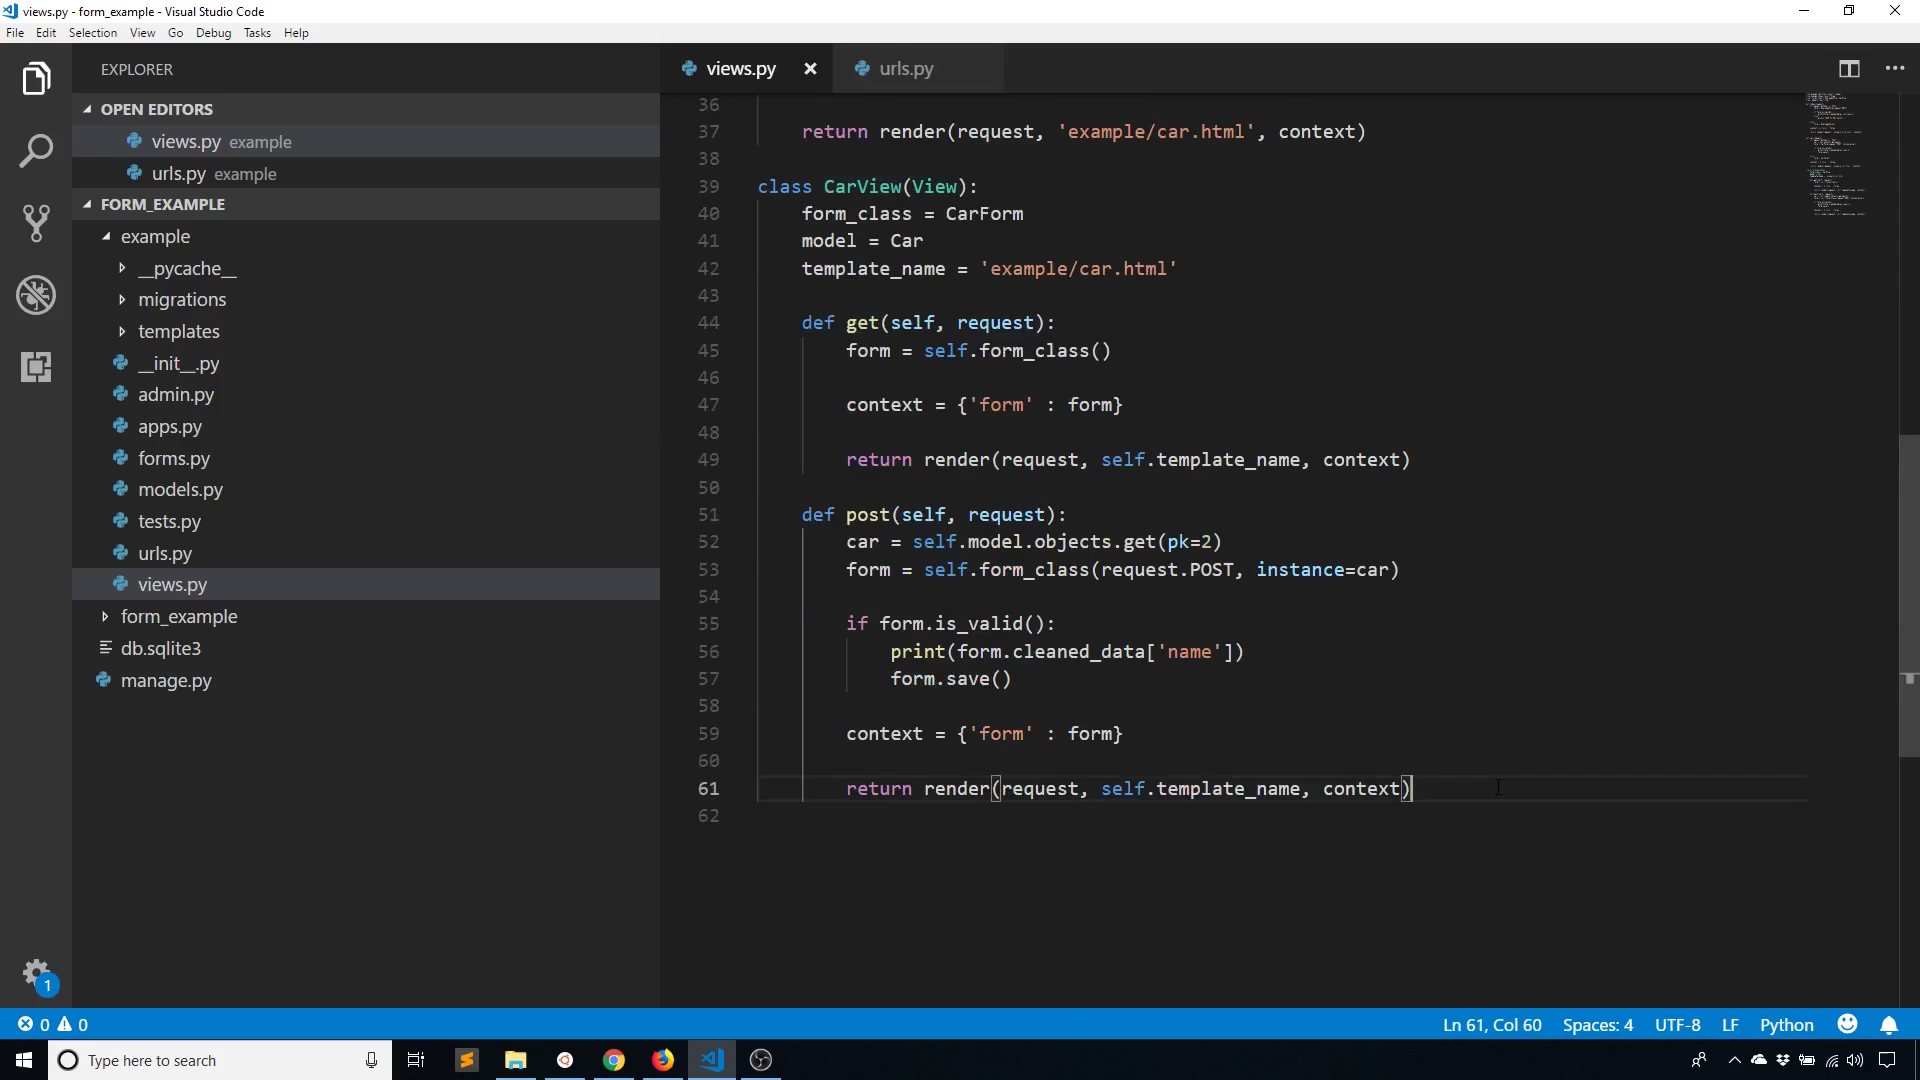 views.py - form_example - Visual Studio Code
File Edit Selection View Go Debug Tasks Help
EXPLORER
OPEN EDITORS
views.py example
urls.py example
FORM_EXAMPLE
example
__pycache__
migrations
templates
__init__.py
admin.py
apps.py
forms.py
models.py
tests.py
urls.py
views.py
form_example
db.sqlite3
manage.py
1
views.py urls.py
36
37 return render(request, 'example/car.html', context)
38
39 class CarView(View):
40 form_class = CarForm
41 model = Car
42 template_name = 'example/car.html'
43
44 def get(self, request):
45 form = self.form_class()
46
47 context = {'form' : form}
48
49 return render(request, self.template_name, context)
50
51 def post(self, request):
52 car = self.model.objects.get(pk=2)
53 form = self.form_class(request.POST, instance=car)
54
55 if form.is_valid():
56 print(form.cleaned_data['name'])
57 form.save()
58
59 context = {'form' : form}
60
61 return render(request, self.template_name, context)
62
0 0 Ln 61, Col 60 Spaces: 4 UTF-8 LF Python
Type here to search